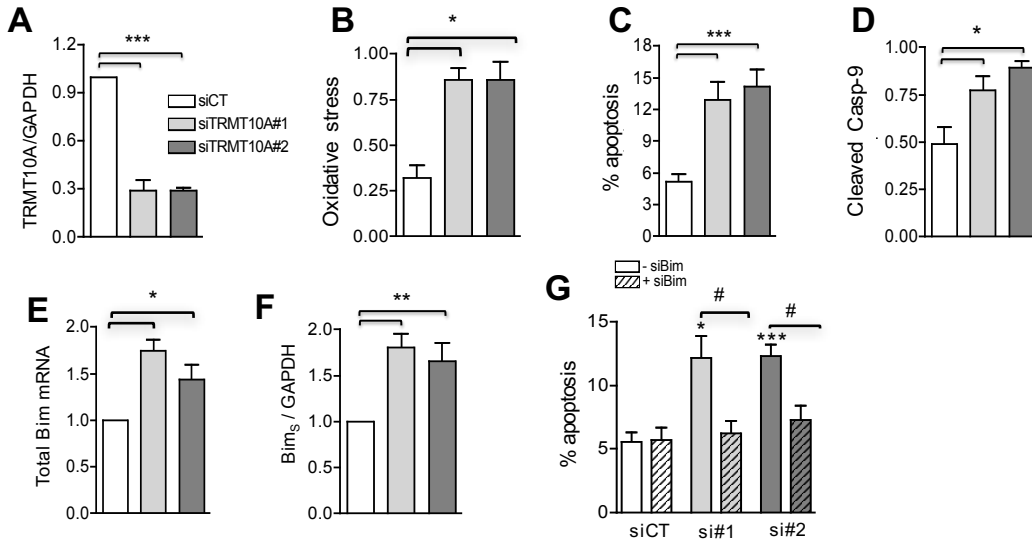 A
TRMT10A/GAPDH
1.2
0.9
0.6
0.3
0.0
***
siCT
siTRMT10A#1
siTRMT10A#2
B
Oxidative stress
1.00
0.75
0.50
0.25
0.00
*
C
% apoptosis
18
15
12
9
6
3
0
***
D
Cleaved Casp-9
1.00
0.75
0.50
0.25
0.00
*
E
Total Bim mRNA
2.0
1.5
1.0
0.5
0.0
*
F
BimS / GAPDH
2.0
1.5
1.0
0.5
0.0
**
- siBim
+ siBim
G
% apoptosis
15
10
5
0
#
#
*
***
siCT si#1 si#2